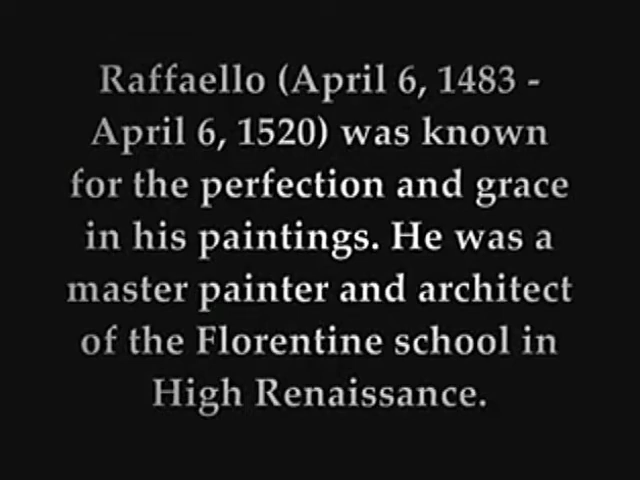 Raffaello (April 6, 1483 -
April 6, 1520) was known
for the perfection and grace
in his paintings. He was a
master painter and architect
of the Florentine school in
High Renaissance.